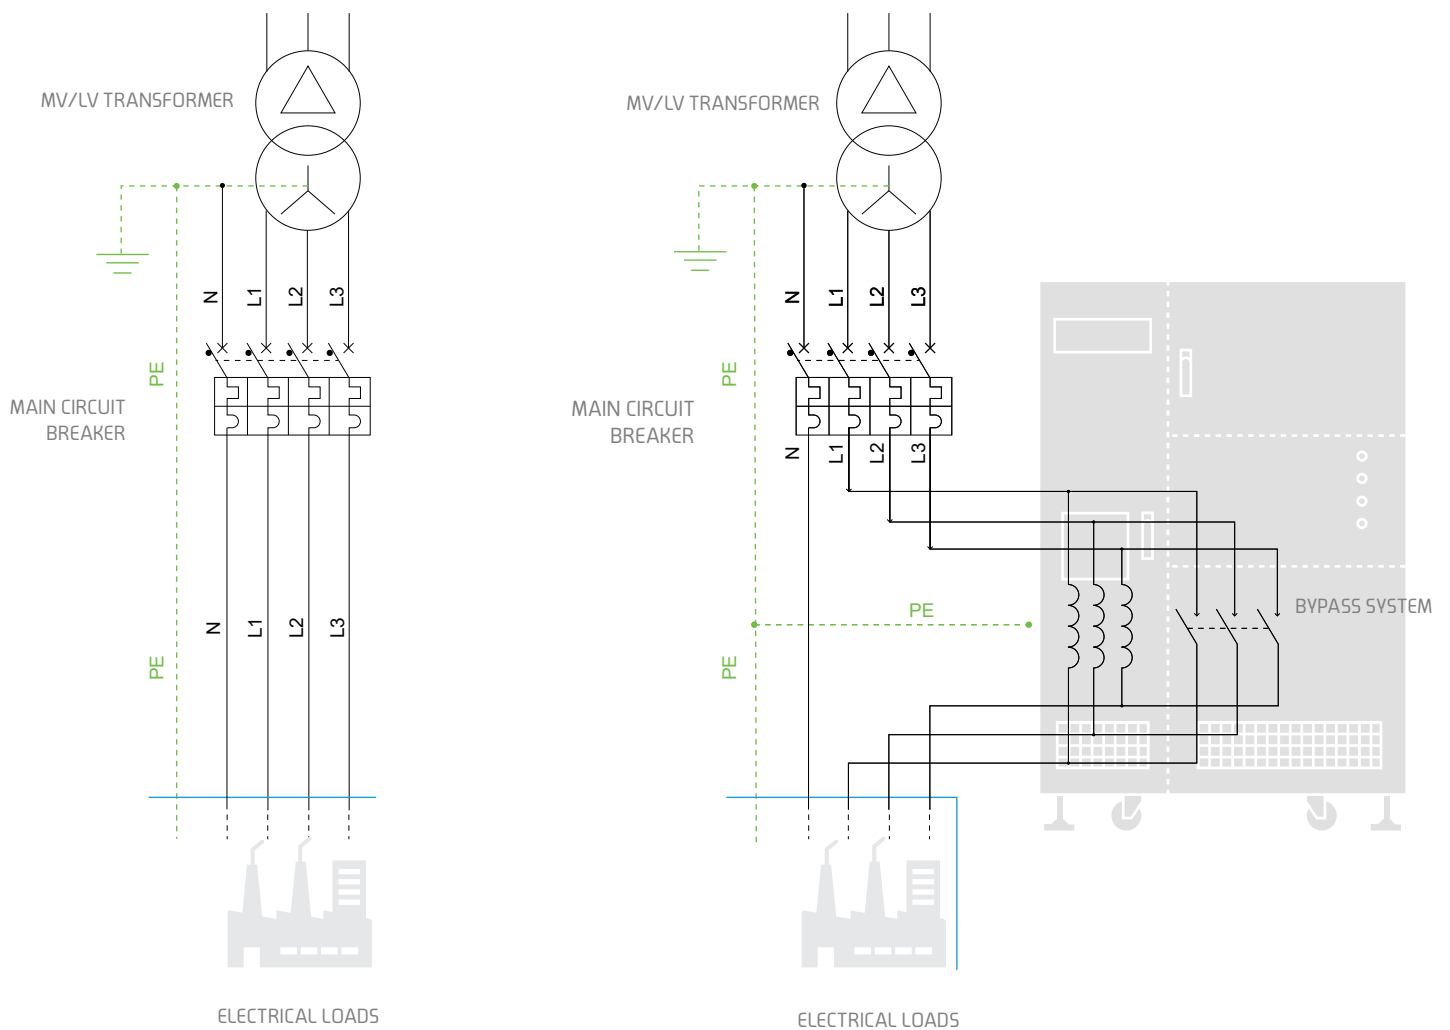 MV/LV TRANSFORMER
N
L1
L2
L3
PE
MAIN CIRCUIT
BREAKER
N
L1
L2
L3
PE
ELECTRICAL LOADS
MV/LV TRANSFORMER
N
L1
L2
L3
PE
MAIN CIRCUIT
BREAKER
N
L1
L2
L3
PE
PE
BYPASS SYSTEM
ELECTRICAL LOADS